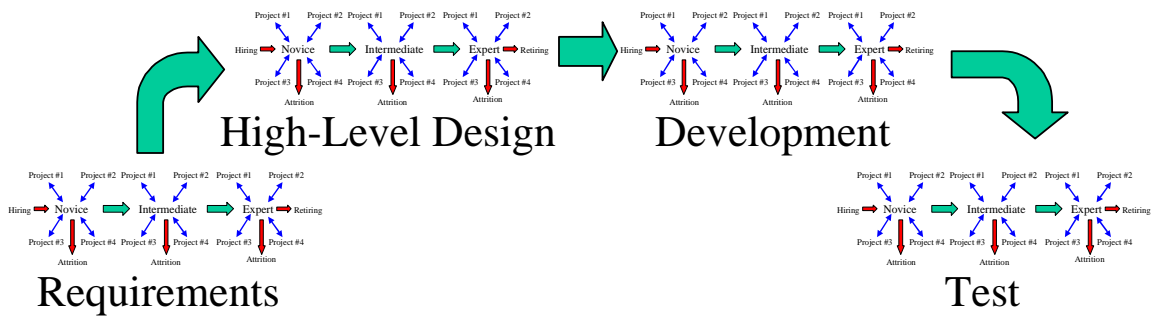 Project #1 Project #2 Project #1 Project #2 Project #1 Project #2
Hiring Novice Intermediate Expert Retiring
Project #3 Project #4 Project #3 Project #4 Project #3 Project #4
Attrition Attrition Attrition
High-Level Design
Project #1 Project #2 Project #1 Project #2 Project #1 Project #2
Hiring Novice Intermediate Expert Retiring
Project #3 Project #4 Project #3 Project #4 Project #3 Project #4
Attrition Attrition Attrition
Development
Project #1 Project #2 Project #1 Project #2 Project #1 Project #2
Hiring Novice Intermediate Expert Retiring
Project #3 Project #4 Project #3 Project #4 Project #3 Project #4
Attrition Attrition Attrition
Requirements
Project #1 Project #2 Project #1 Project #2 Project #1 Project #2
Hiring Novice Intermediate Expert Retiring
Project #3 Project #4 Project #3 Project #4 Project #3 Project #4
Attrition Attrition Attrition
Test